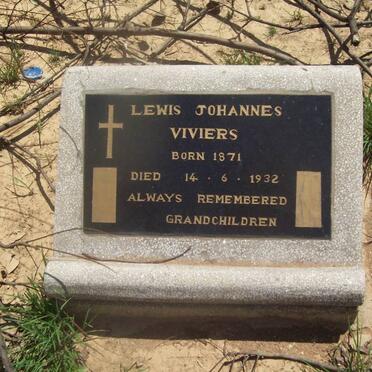 LEWIS JOHANNES
VIVIERS
BORN 1871
DIED 14 · 6 · 1932
ALWAYS REMEMBERED
GRANDCHILDREN